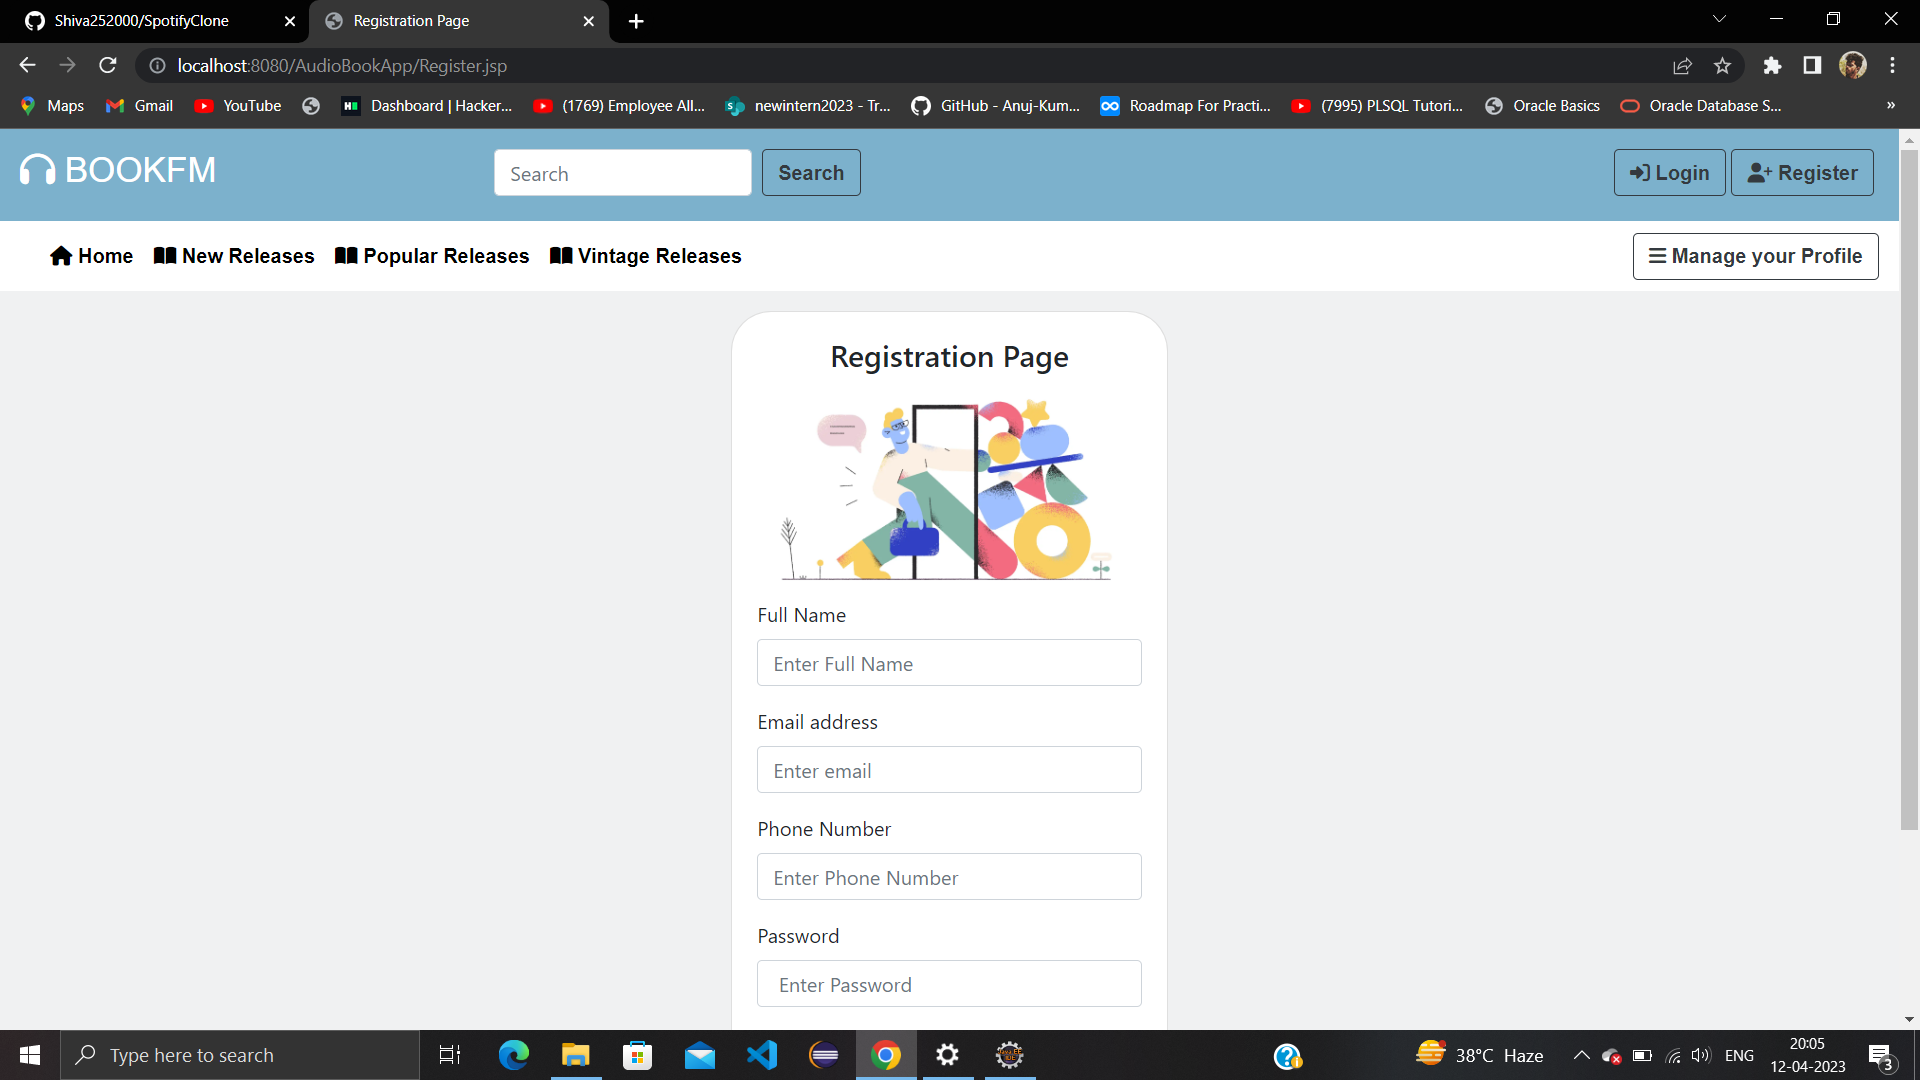 Shiva252000/SpotifyClone
Registration Page
localhost:8080/AudioBookApp/Register.jsp
Maps Gmail YouTube Dashboard | Hacker... (1769) Employee All... newintern2023 - Tr... GitHub - Anuj-Kum... Roadmap For Practi... (7995) PLSQL Tutori... Oracle Basics Oracle Database S... »
BOOKFM Search Search Login Register
Home New Releases Popular Releases Vintage Releases Manage your Profile
Registration Page
Full Name
Enter Full Name
Email address
Enter email
Phone Number
Enter Phone Number
Password
Enter Password
Type here to search
38°C Haze
ENG
20:05
12-04-2023
3